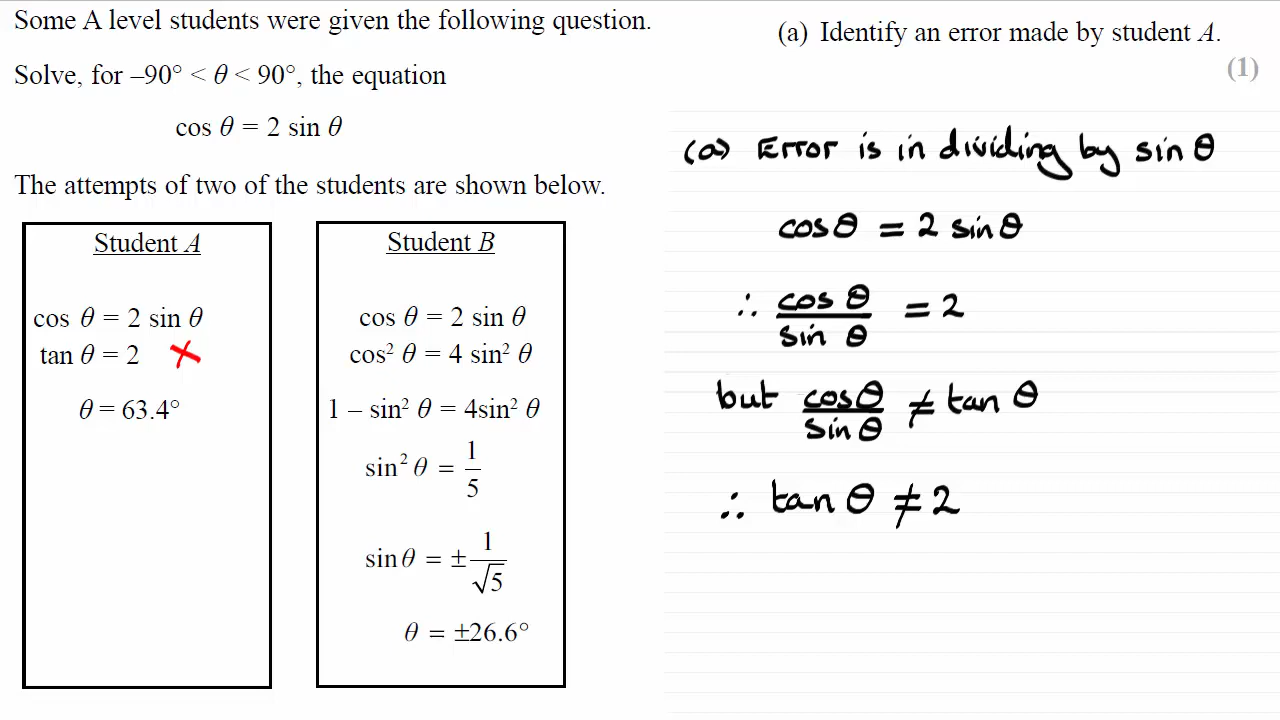 Some A level students were given the following question.
Solve, for –90° < θ < 90°, the equation
cos θ = 2 sin θ
The attempts of two of the students are shown below.
Student A
cos θ = 2 sin θ
tan θ = 2
θ = 63.4°
Student B
cos θ = 2 sin θ
cos² θ = 4 sin² θ
1 – sin² θ = 4sin² θ
sin² θ = 1/5
sin θ = ± 1/√5
θ = ±26.6°
(a) Identify an error made by student A.
(1)
(a) Error is in dividing by sin θ
cos θ = 2 sin θ
∴ cos θ / sin θ = 2
but cos θ / sin θ ≠ tan θ
∴ tan θ ≠ 2